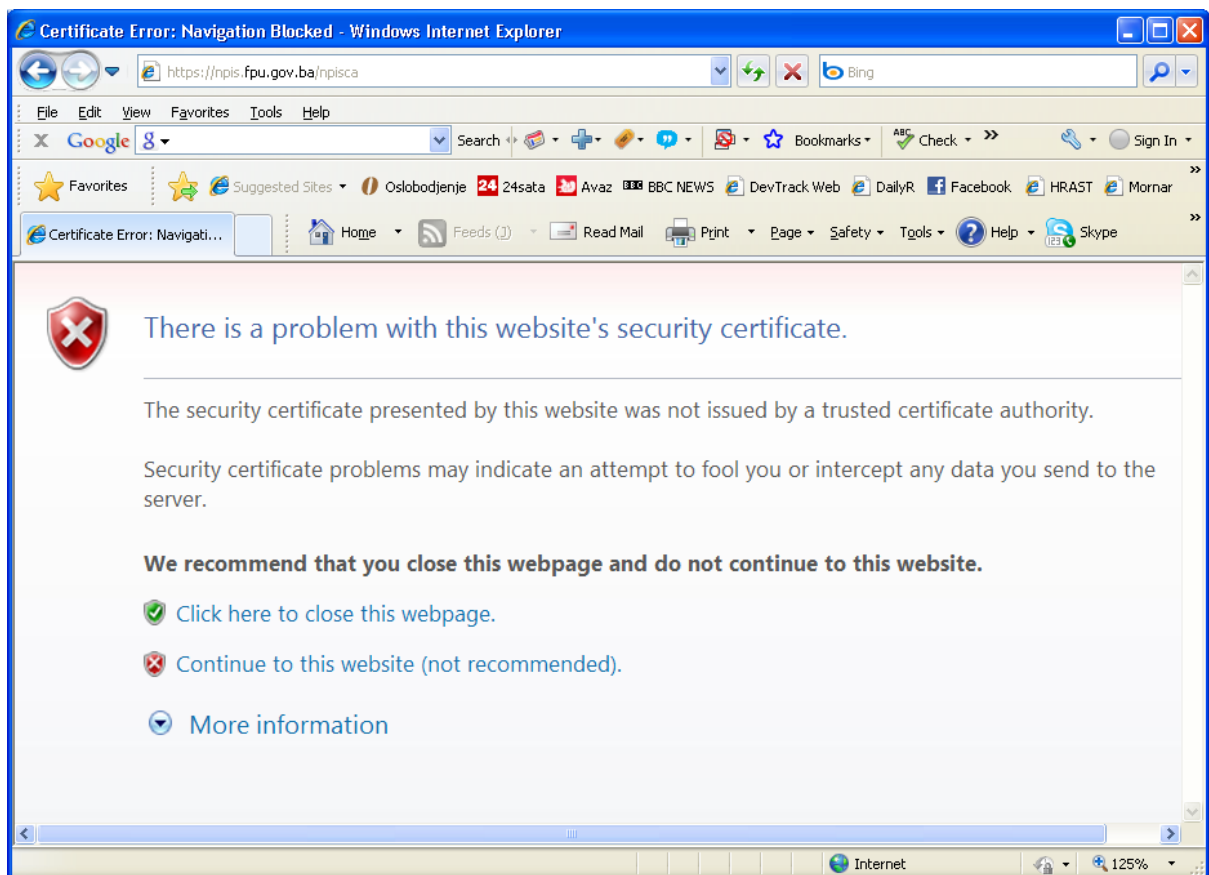 Certificate Error: Navigation Blocked - Windows Internet Explorer
https://npis.fpu.gov.ba/npisca Bing
File Edit View Favorites Tools Help
X Google 8 Search Bookmarks ABC Check >> Sign In
Favorites Suggested Sites Oslobodjenje 24 24sata Avaz BBC BBC NEWS DevTrack Web DailyR Facebook HRAST Mornar >>
Certificate Error: Navigati... Home Feeds (J) Read Mail Print Page Safety Tools Help 123 Skype >>
There is a problem with this website's security certificate.
The security certificate presented by this website was not issued by a trusted certificate authority.
Security certificate problems may indicate an attempt to fool you or intercept any data you send to the
server.
We recommend that you close this webpage and do not continue to this website.
Click here to close this webpage.
Continue to this website (not recommended).
More information
Internet 125%